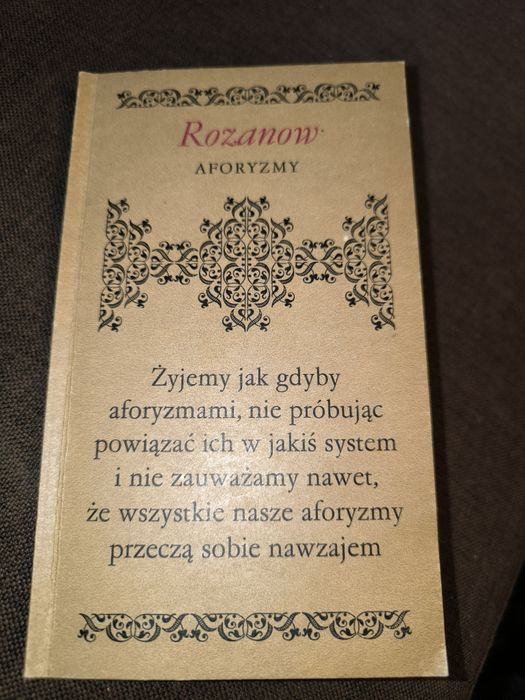 Rozanow
AFORYZMY
Żyjemy jak gdyby
aforyzmami, nie próbując
powiązać ich w jakiś system
i nie zauważamy nawet,
że wszystkie nasze aforyzmy
przeczą sobie nawzajem